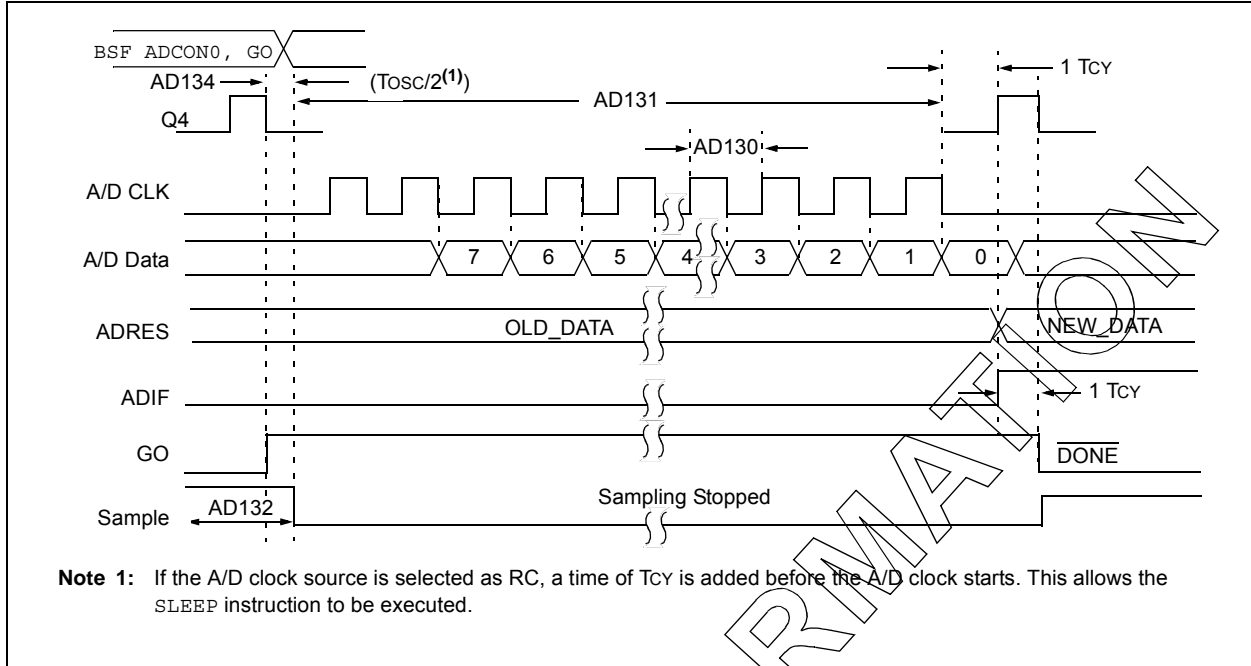 BSF ADCON0, GO
AD134
(TOSC/2(1))
1 TCY
AD131
Q4
AD130
A/D CLK
A/D Data
7 6 5 4 3 2 1 0
ADRES
OLD_DATA
NEW_DATA
ADIF
1 TCY
GO
DONE
Sample
AD132
Sampling Stopped
Note 1: If the A/D clock source is selected as RC, a time of TCY is added before the A/D clock starts. This allows the
SLEEP instruction to be executed.
RMATION